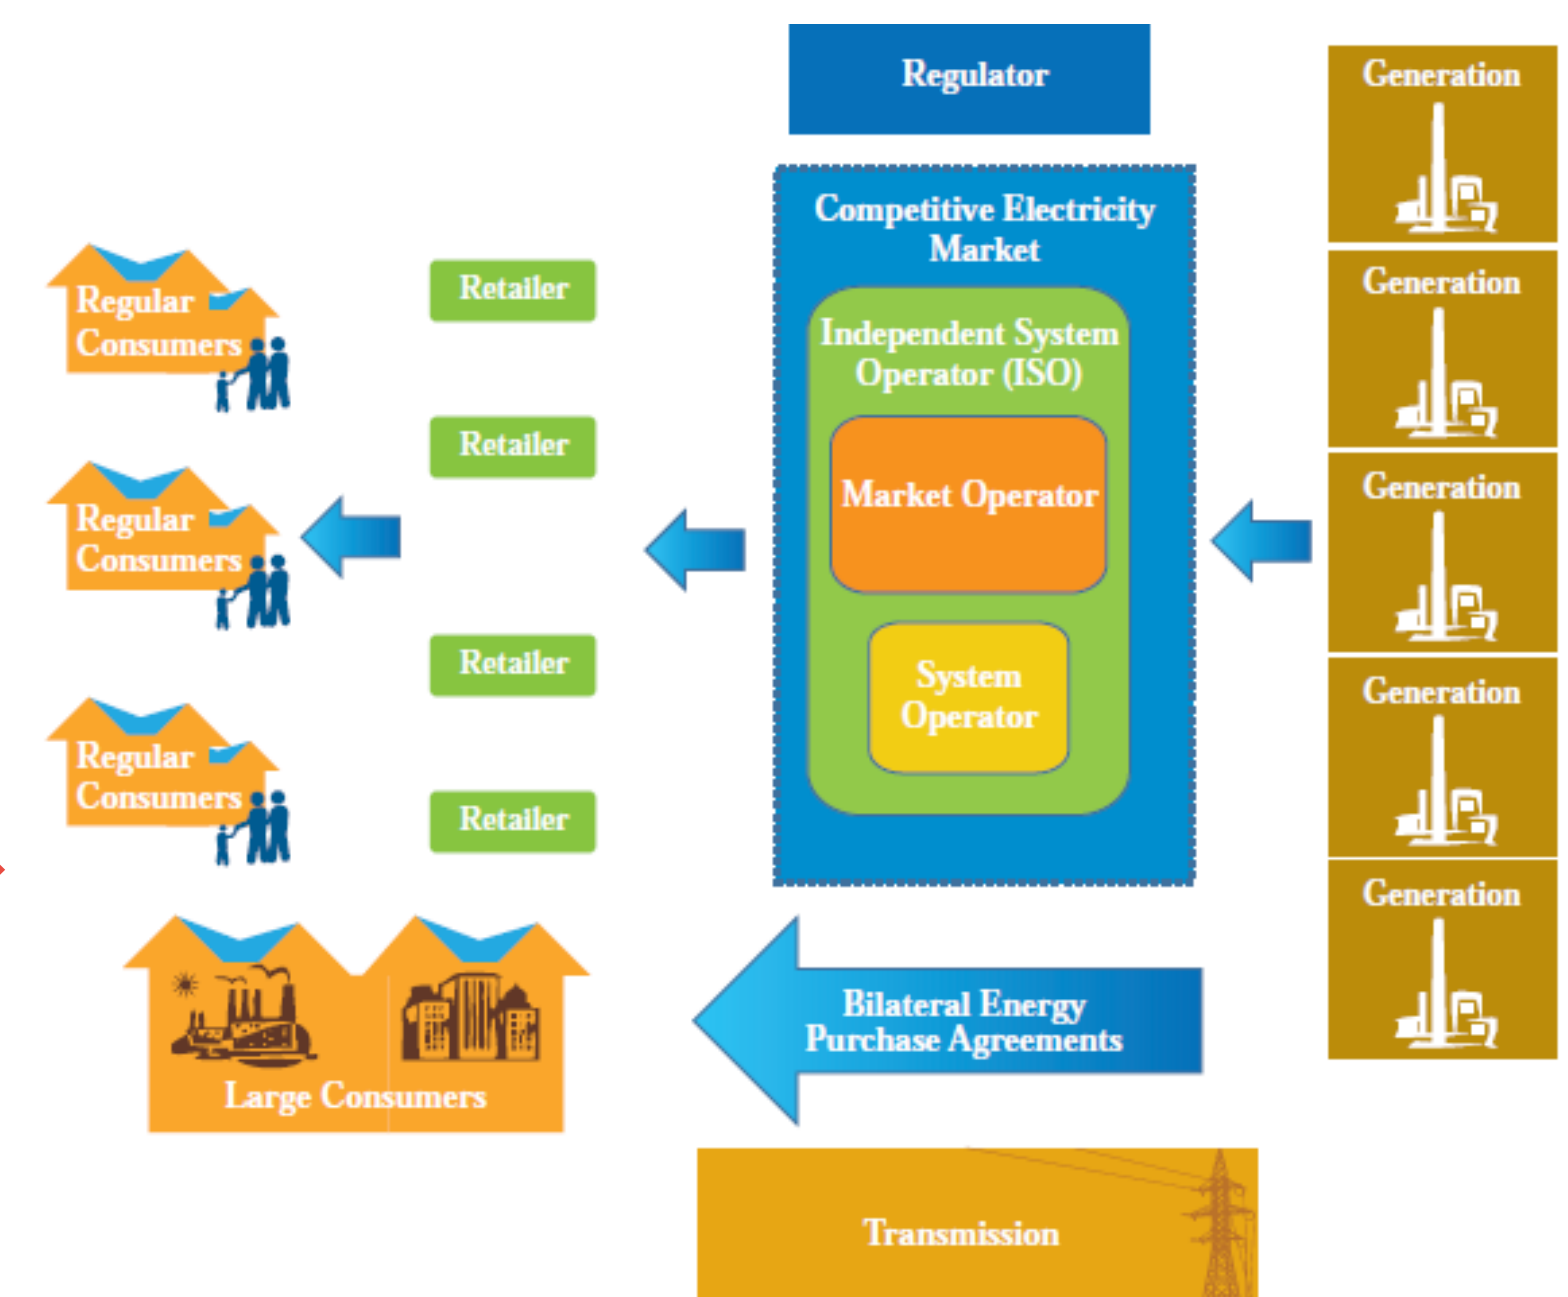 Regulator
Competitive Electricity
Market
Independent System
Operator (ISO)
Market Operator
System
Operator
Generation
Generation
Generation
Generation
Generation
Retailer
Retailer
Retailer
Retailer
Regular
Consumers
Regular
Consumers
Regular
Consumers
Large Consumers
Bilateral Energy
Purchase Agreements
Transmission